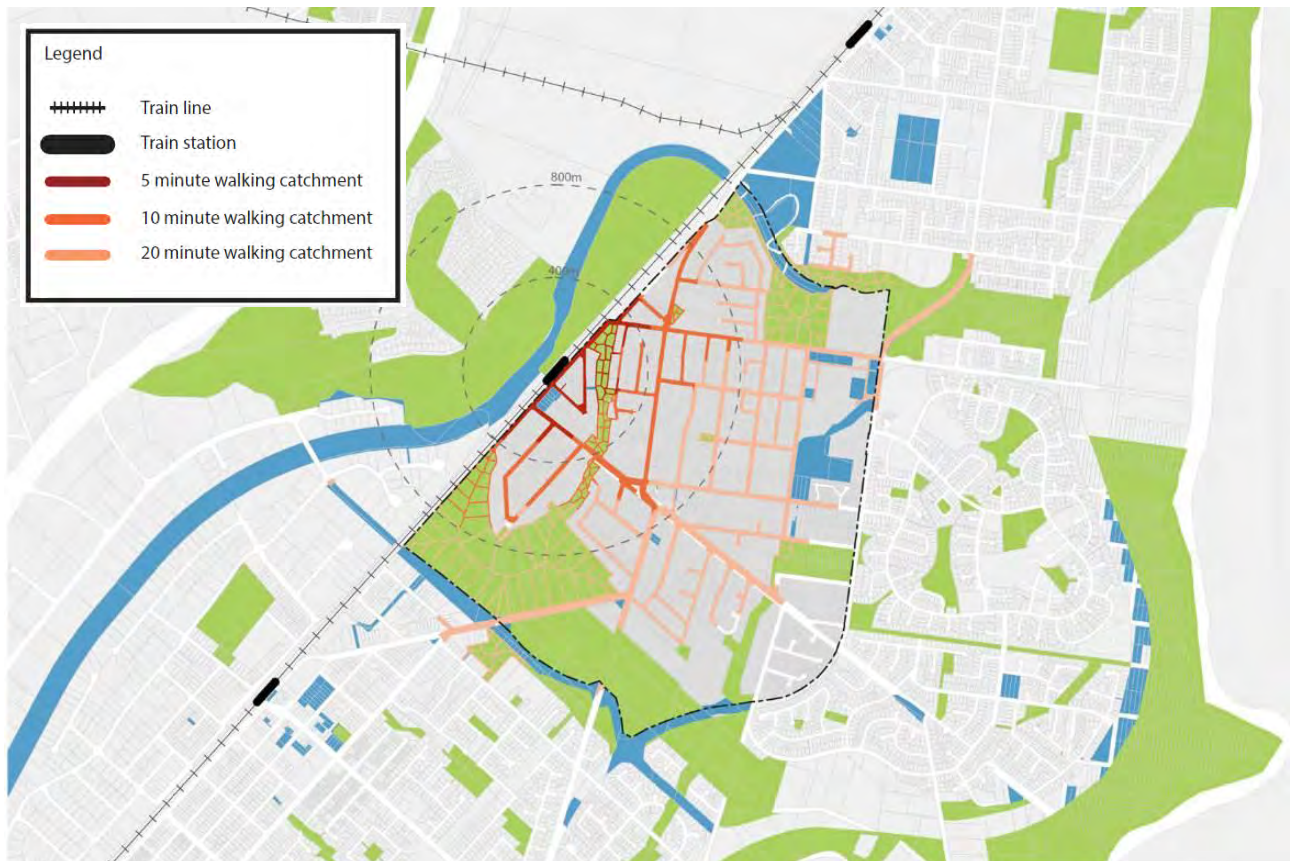 Legend
Train line
Train station
5 minute walking catchment
10 minute walking catchment
20 minute walking catchment
800m
400m